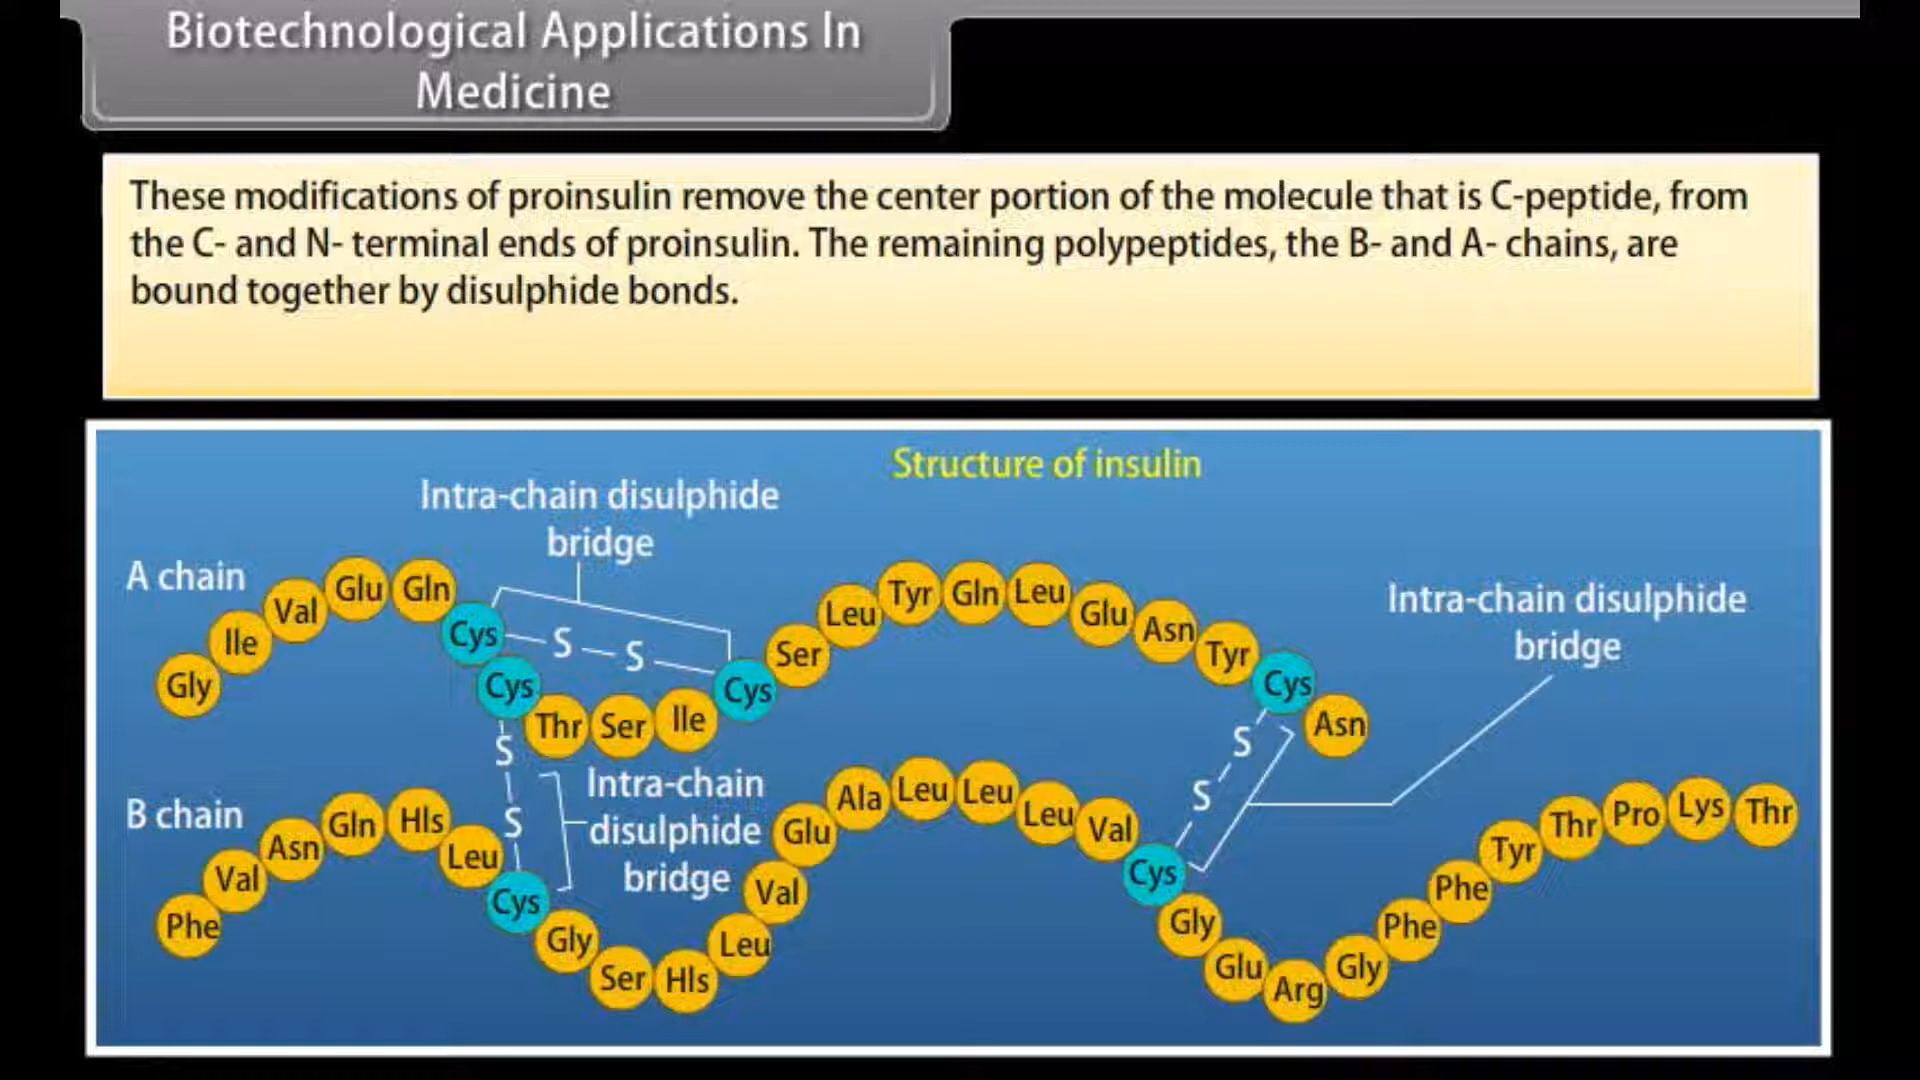 Biotechnological Applications In
Medicine
These modifications of proinsulin remove the center portion of the molecule that is C-peptide, from
the C- and N- terminal ends of proinsulin. The remaining polypeptides, the B- and A- chains, are
bound together by disulphide bonds.
Structure of insulin
Intra-chain disulphide
bridge
A chain
Gly Ile Val Glu Gln Cys Cys Thr Ser Ile Cys Ser Leu Tyr Gln Leu Glu Asn Tyr Cys Asn
S S
Intra-chain disulphide
bridge
S
S
Intra-chain
disulphide
bridge
S
S
B chain
Phe Val Asn Gln Hls Leu Cys Gly Ser Hls Leu Val Glu Ala Leu Leu Leu Val Cys Gly Glu Arg Gly Phe Phe Tyr Thr Pro Lys Thr